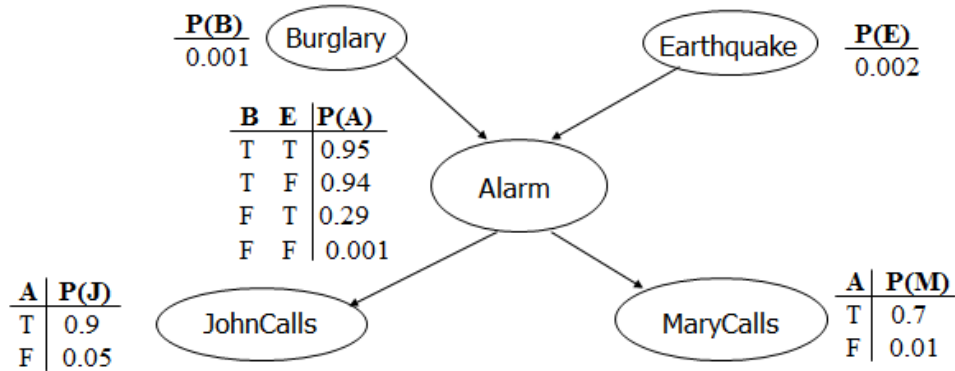 P(B)
0.001
Burglary
Earthquake
P(E)
0.002
B E P(A)
T T 0.95
T F 0.94
F T 0.29
F F 0.001
Alarm
A P(J)
T 0.9
F 0.05
JohnCalls
MaryCalls
A P(M)
T 0.7
F 0.01